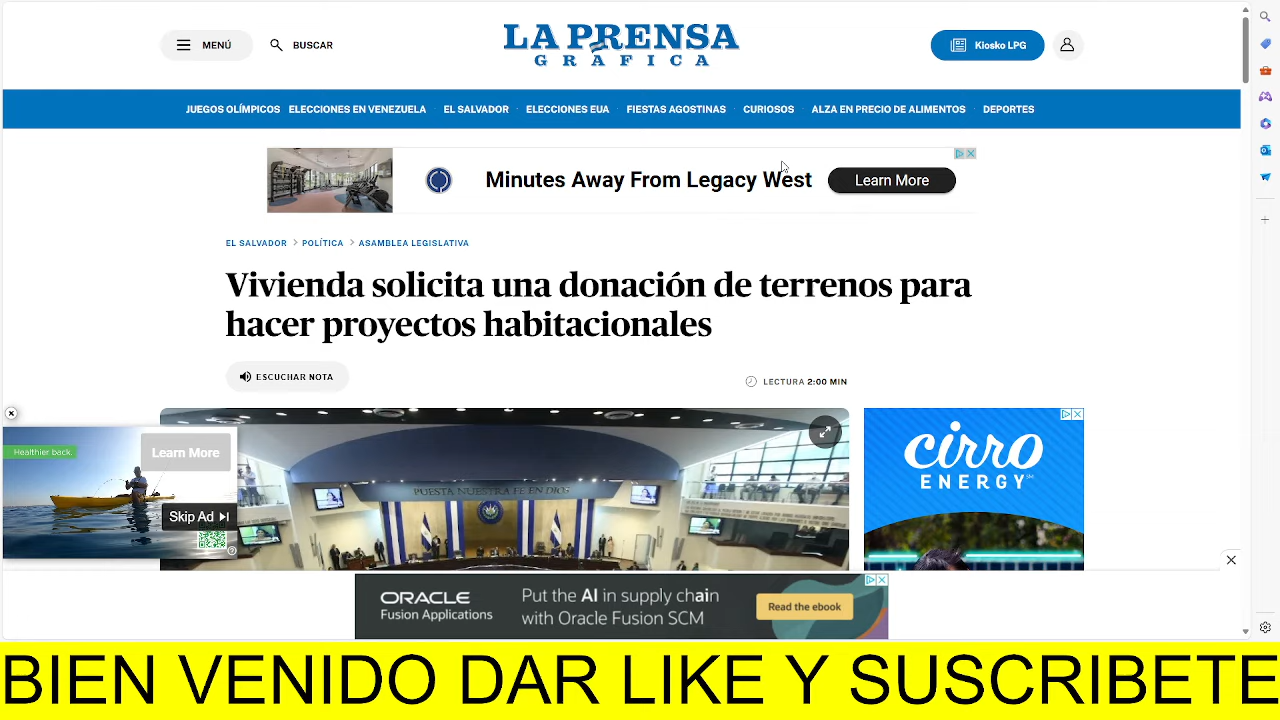 MENÚ
BUSCAR
LA PRENSA
GRÁFICA
Kiosko LPG
JUEGOS OLÍMPICOS ELECCIONES EN VENEZUELA EL SALVADOR ELECCIONES EUA FIESTAS AGOSTINAS CURIOSOS ALZA EN PRECIO DE ALIMENTOS DEPORTES
Minutes Away From Legacy West
Learn More
EL SALVADOR > POLÍTICA > ASAMBLEA LEGISLATIVA
Vivienda solicita una donación de terrenos para
hacer proyectos habitacionales
ESCUCHAR NOTA
LECTURA 2:00 MIN
Healthier back.
Learn More
Skip Ad
PUESTA NUESTRA FE EN DIOS
cirro
ENERGY℠
ORACLE
Fusion Applications
Put the AI in supply chain
with Oracle Fusion SCM
Read the ebook
BIEN VENIDO DAR LIKE Y SUSCRIBETE